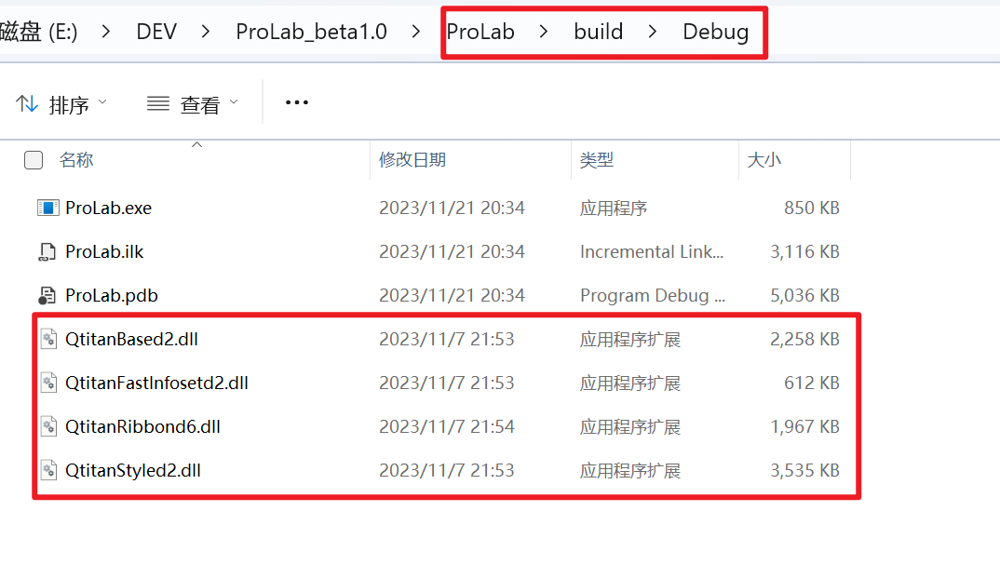 磁盘 (E:) > DEV > ProLab_beta1.0 > ProLab > build > Debug
排序 查看 ...
名称 修改日期 类型 大小
ProLab.exe 2023/11/21 20:34 应用程序 850 KB
ProLab.ilk 2023/11/21 20:34 Incremental Link... 3,116 KB
ProLab.pdb 2023/11/21 20:34 Program Debug ... 5,036 KB
QtitanBased2.dll 2023/11/7 21:53 应用程序扩展 2,258 KB
QtitanFastInfosetd2.dll 2023/11/7 21:53 应用程序扩展 612 KB
QtitanRibbond6.dll 2023/11/7 21:54 应用程序扩展 1,967 KB
QtitanStyled2.dll 2023/11/7 21:53 应用程序扩展 3,535 KB